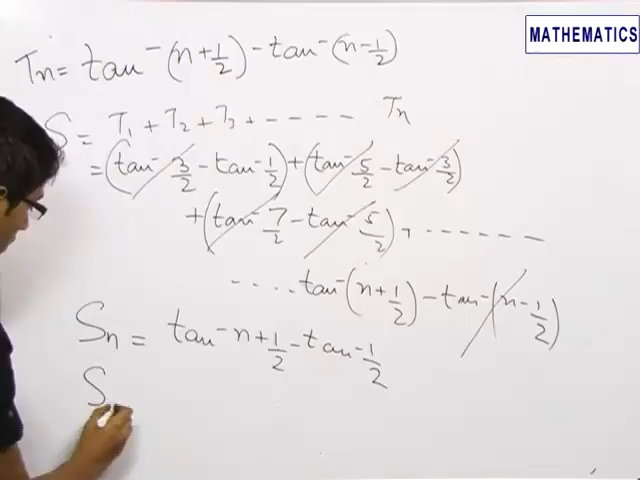 MATHEMATICS
Tn = tan⁻(n+1/2) - tan⁻(n-1/2)
S = T1 + T2 + T3 + ---- Tn
= (tan⁻ 3/2 - tan⁻ 1/2) + (tan⁻ 5/2 - tan⁻ 3/2)
+ (tan⁻ 7/2 - tan⁻ 5/2) + ------
---- tan⁻(n+1/2) - tan⁻(n-1/2)
Sn = tan⁻ n+1/2 - tan⁻ 1/2
S